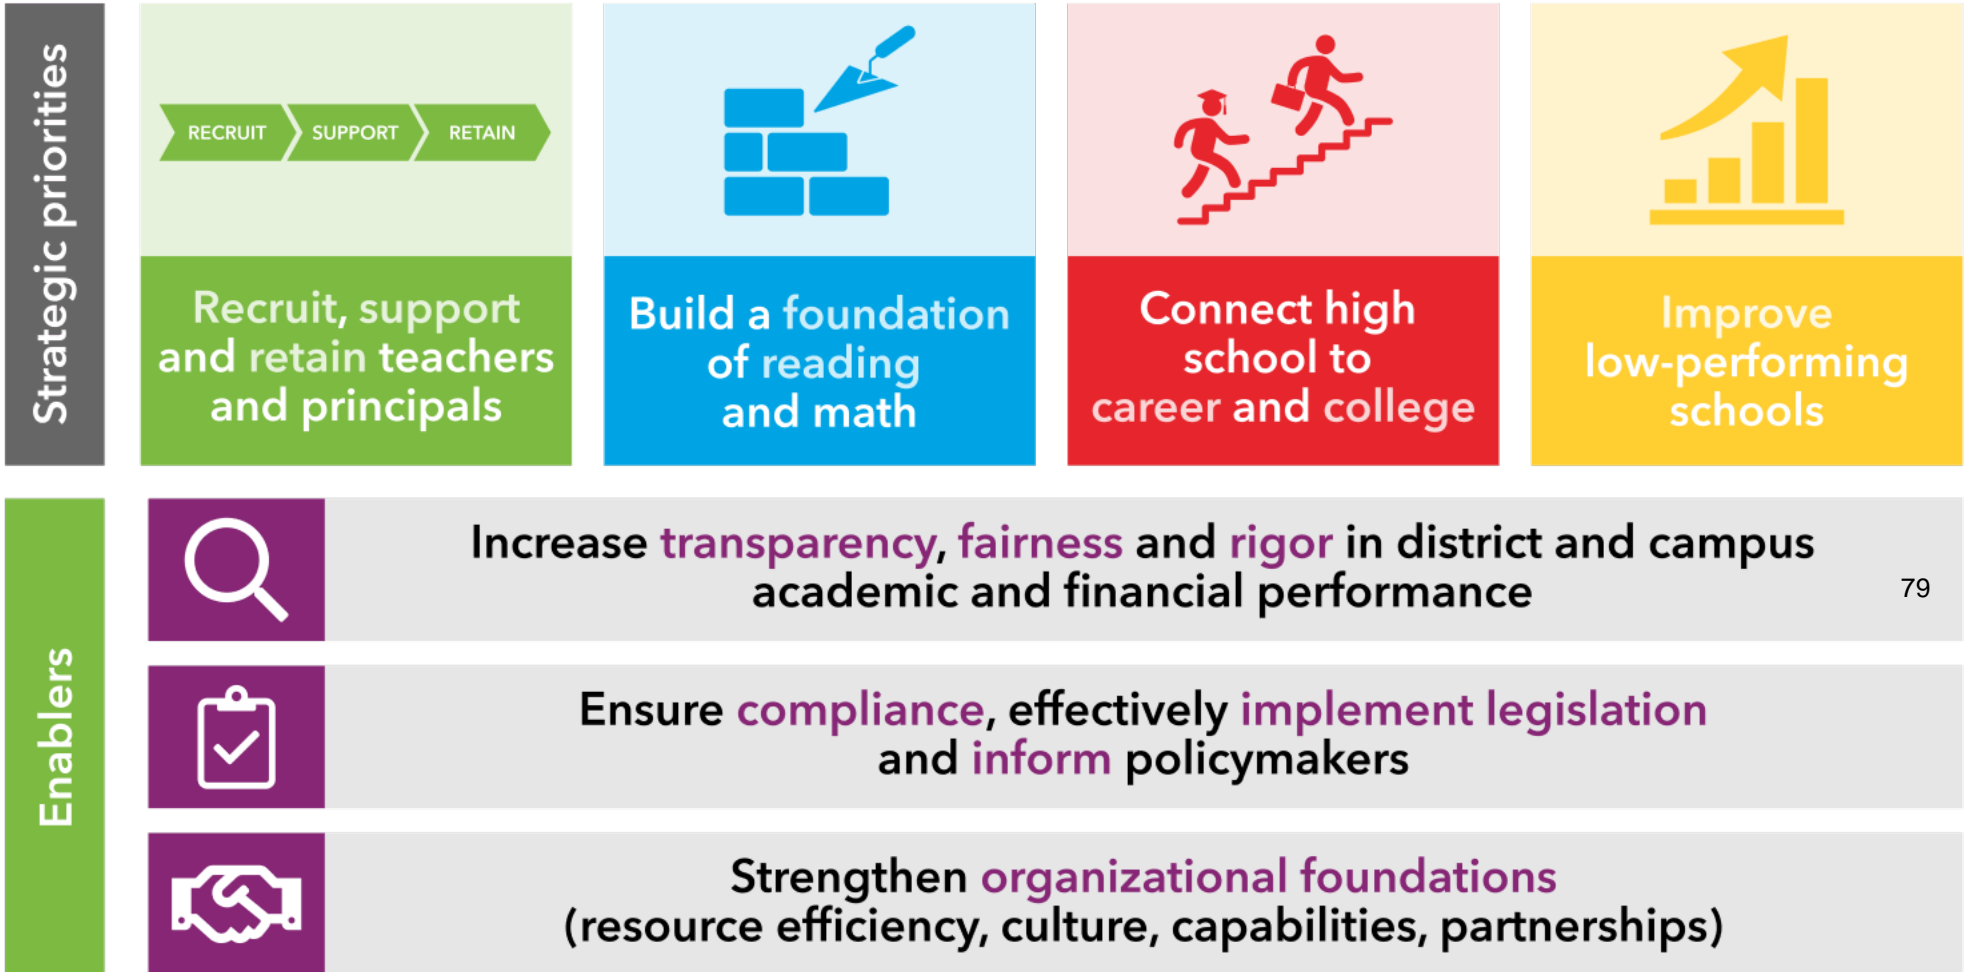 Strategic priorities
RECRUIT SUPPORT RETAIN
Recruit, support
and retain teachers
and principals
Build a foundation
of reading
and math
Connect high
school to
career and college
Improve
low-performing
schools
Enablers
Increase transparency, fairness and rigor in district and campus
academic and financial performance
79
Ensure compliance, effectively implement legislation
and inform policymakers
Strengthen organizational foundations
(resource efficiency, culture, capabilities, partnerships)